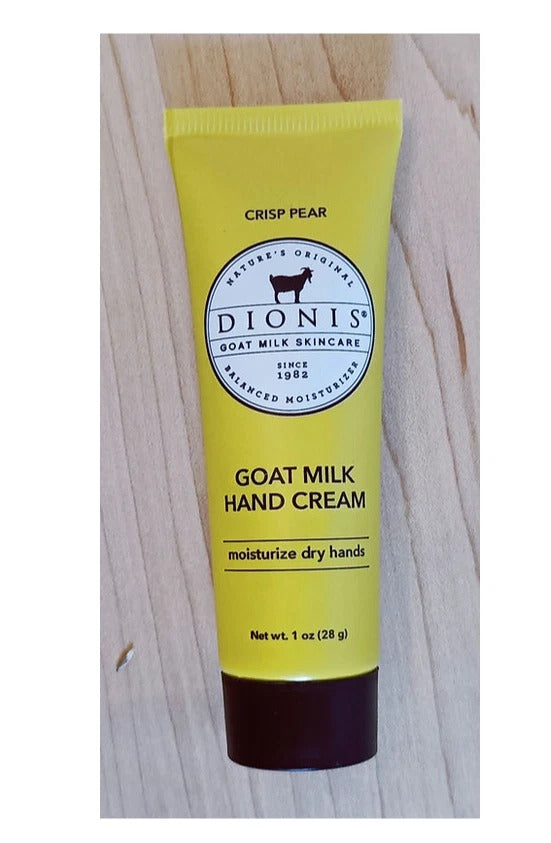 CRISP PEAR
NATURE'S ORIGINAL
DIONIS®
GOAT MILK SKINCARE
SINCE
1982
BALANCED MOISTURIZER
GOAT MILK
HAND CREAM
moisturize dry hands
Net wt. 1 oz (28 g)